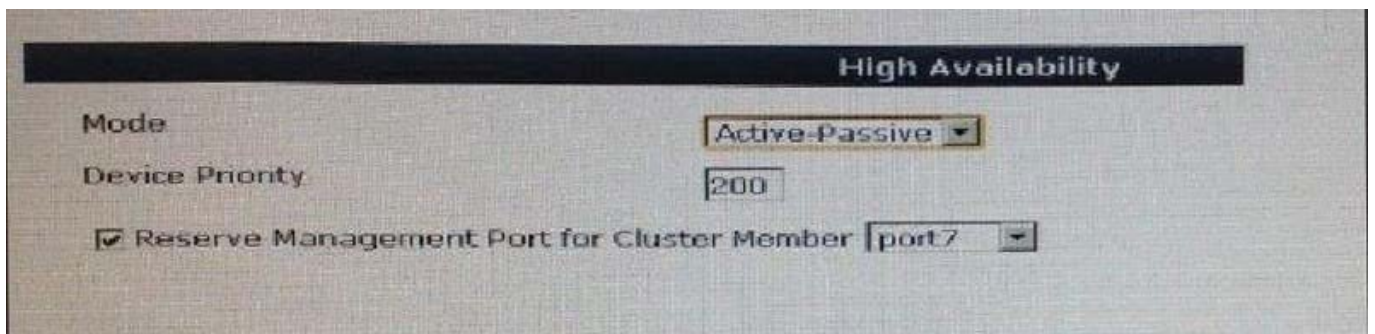 High Availability
Mode
Active-Passive
Device Priority
200
Reserve Management Port for Cluster Member port7